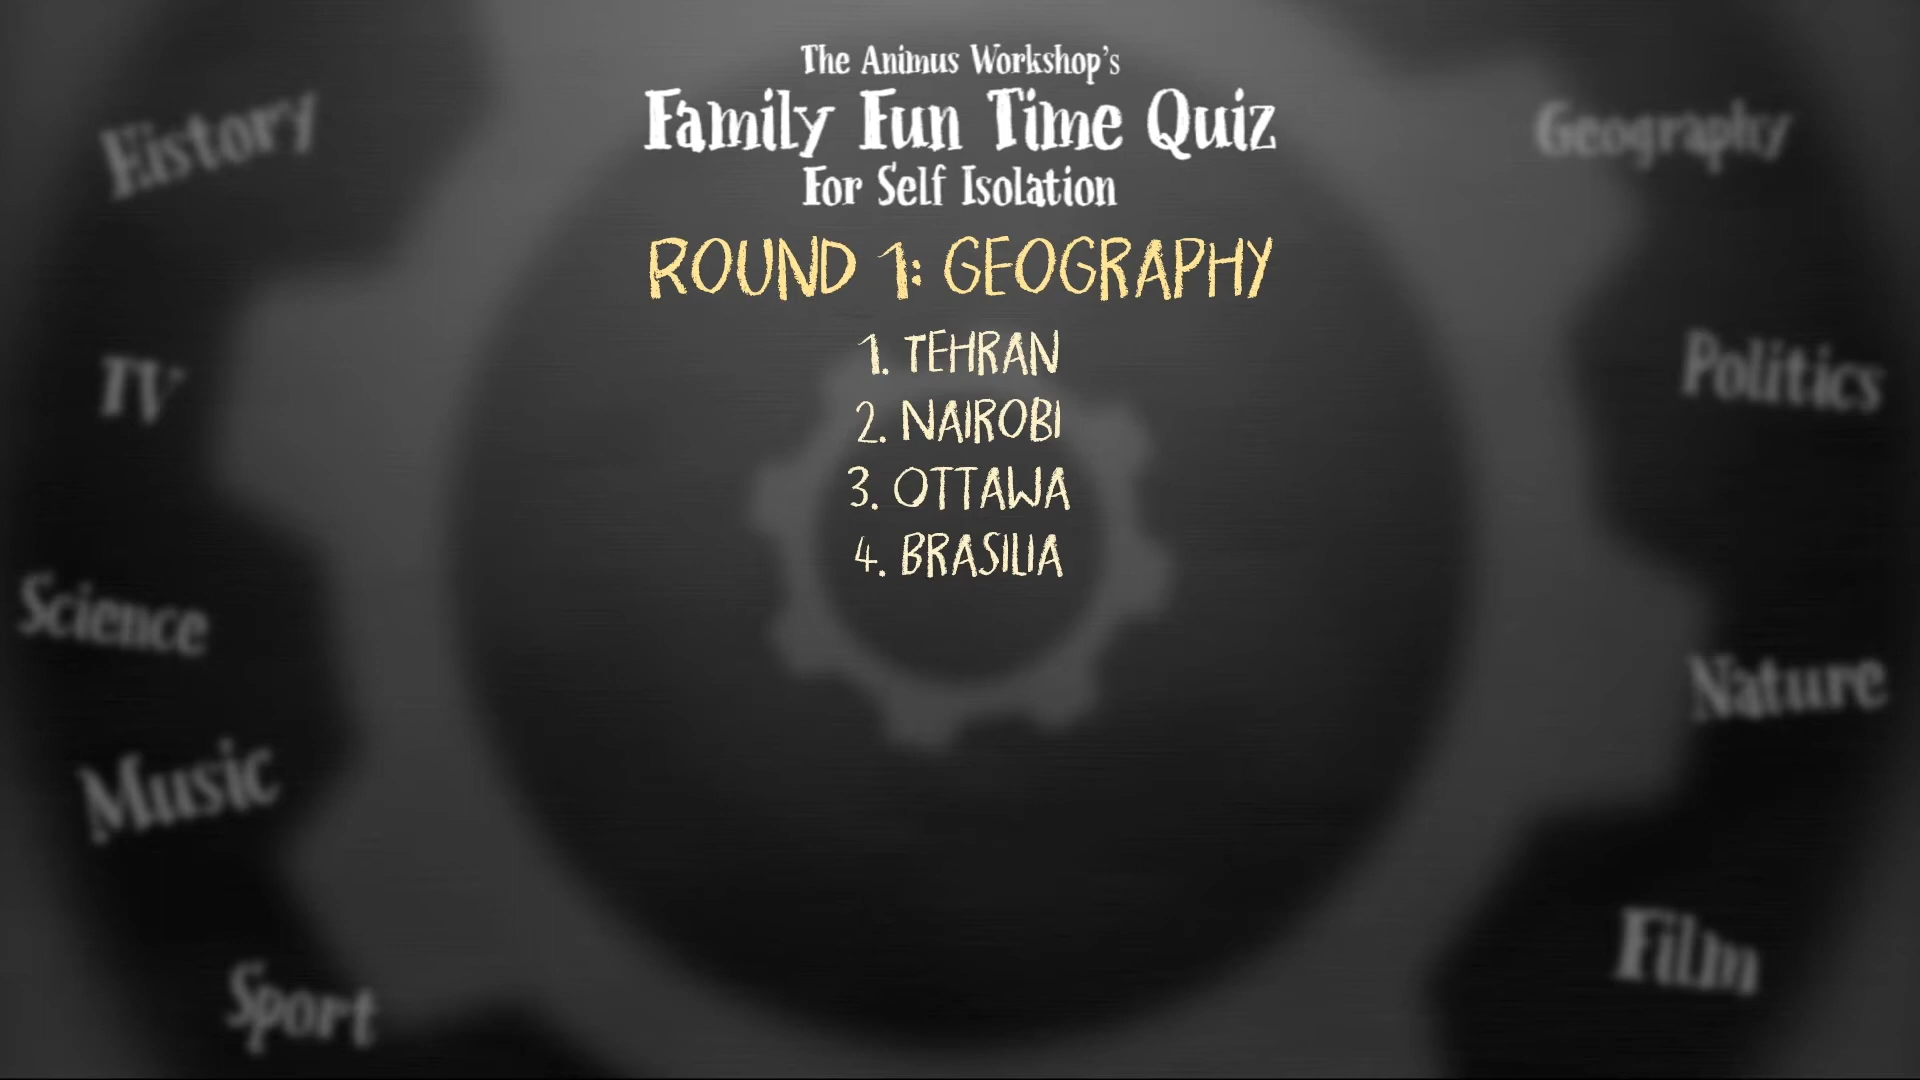 The Animus Workshop's
Family Fun Time Quiz
For Self Isolation
ROUND 1: GEOGRAPHY
1. TEHRAN
2. NAIROBI
3. OTTAWA
4. BRASILIA
History
TV
Science
Music
Sport
Geography
Politics
Nature
Film